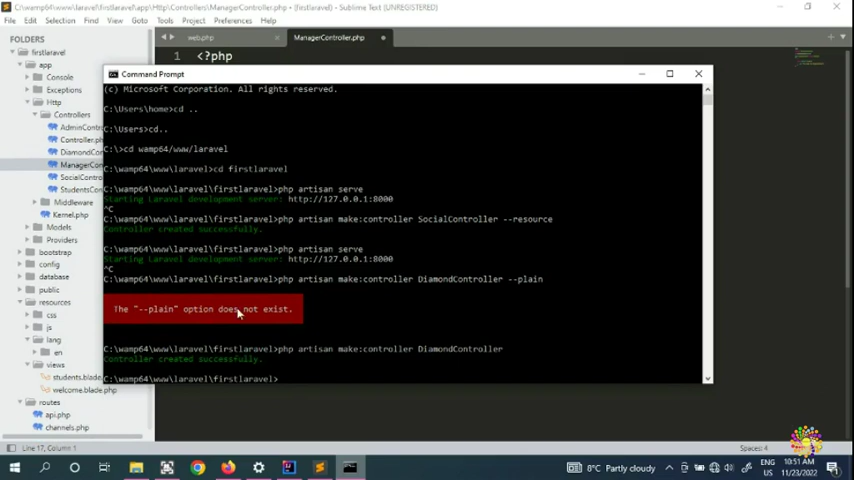 C:\wamp64\www\laravel\firstlaravel\app\Http\Controllers\ManagerController.php • (firstlaravel) - Sublime Text (UNREGISTERED)
File Edit Selection Find View Goto Tools Project Preferences Help
FOLDERS
firstlaravel
app
Console
Exceptions
Http
Controllers
AdminContr
Controller.ph
DiamondCo
ManagerCon
SocialContro
StudentsCon
Middleware
Kernel.php
Models
Providers
bootstrap
config
database
public
resources
css
js
lang
en
views
students.blade
welcome.blade.php
routes
api.php
channels.php
web.php
ManagerController.php
1 <?php
Command Prompt
(c) Microsoft Corporation. All rights reserved.
C:\Users\home>cd ..
C:\Users>cd..
C:\>cd wamp64/www/laravel
C:\wamp64\www\laravel>cd firstlaravel
C:\wamp64\www\laravel\firstlaravel>php artisan serve
Starting Laravel development server: http://127.0.0.1:8000
^C
C:\wamp64\www\laravel\firstlaravel>php artisan make:controller SocialController --resource
Controller created successfully.
C:\wamp64\www\laravel\firstlaravel>php artisan serve
Starting Laravel development server: http://127.0.0.1:8000
^C
C:\wamp64\www\laravel\firstlaravel>php artisan make:controller DiamondController --plain
The "--plain" option does not exist.
C:\wamp64\www\laravel\firstlaravel>php artisan make:controller DiamondController
Controller created successfully.
C:\wamp64\www\laravel\firstlaravel>
Line 17, Column 1
Spaces: 4
8°C Partly cloudy
ENG
US
10:51 AM
11/23/2022